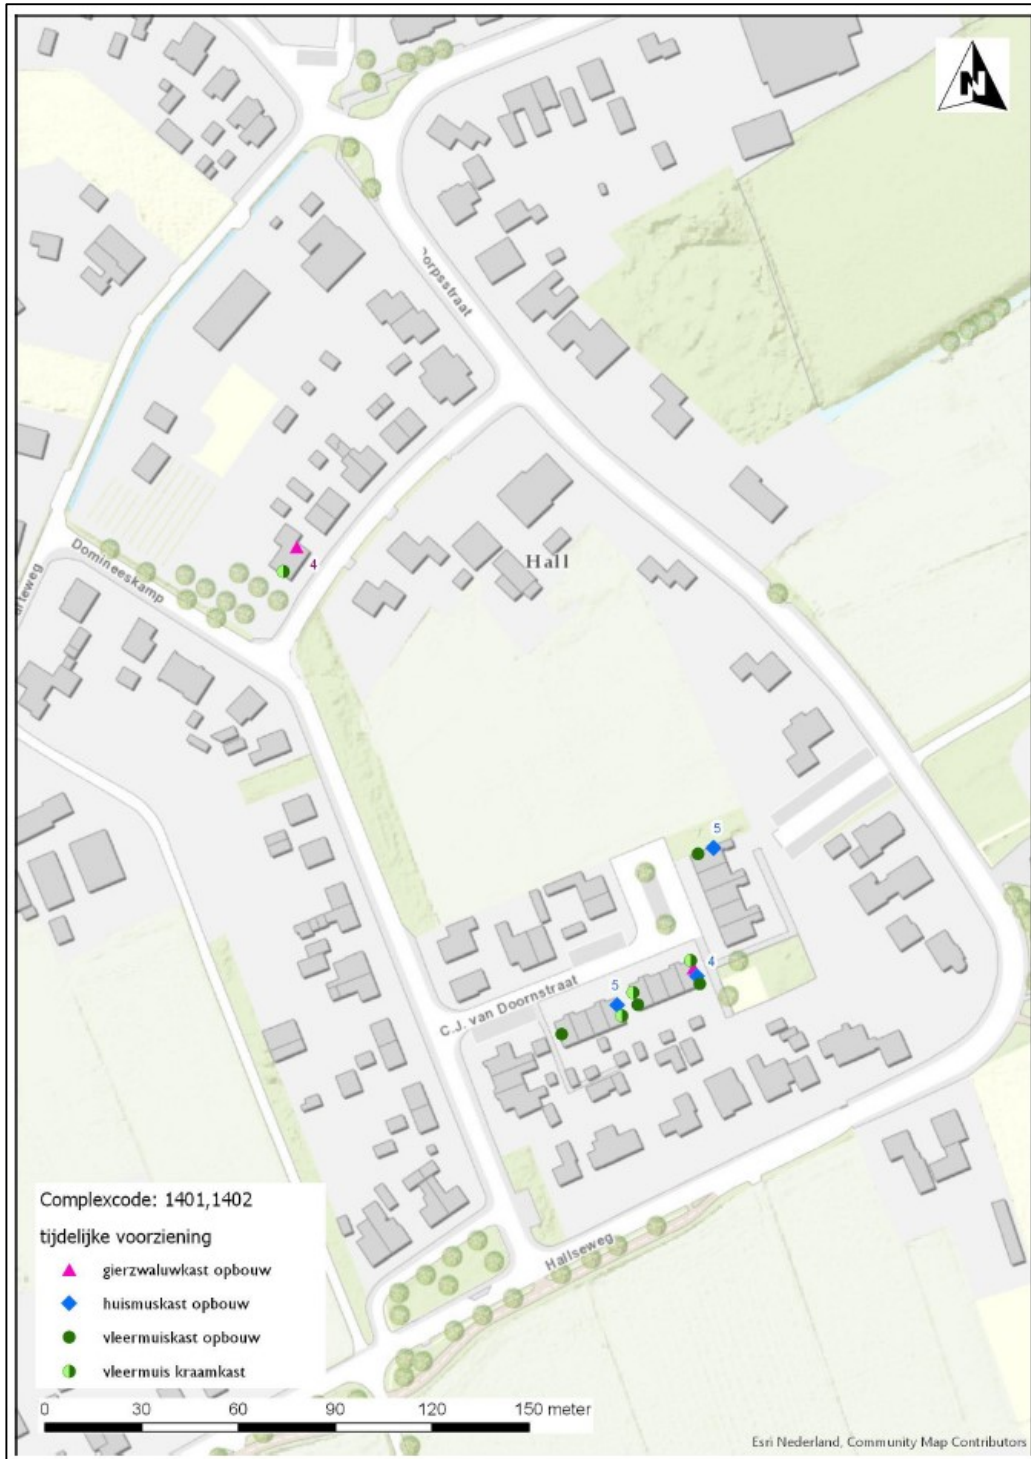 N
Dorpsstraat
Hall
4
Domineeskamp
arteweg
5
4
5
C.J. van Doornstraat
Hallseweg
Complexcode: 1401,1402
tijdelijke voorziening
gierzwaluwkast opbouw
huismuskast opbouw
vleermuiskast opbouw
vleermuis kraamkast
0 30 60 90 120 150 meter
Esri Nederland, Community Map Contributors